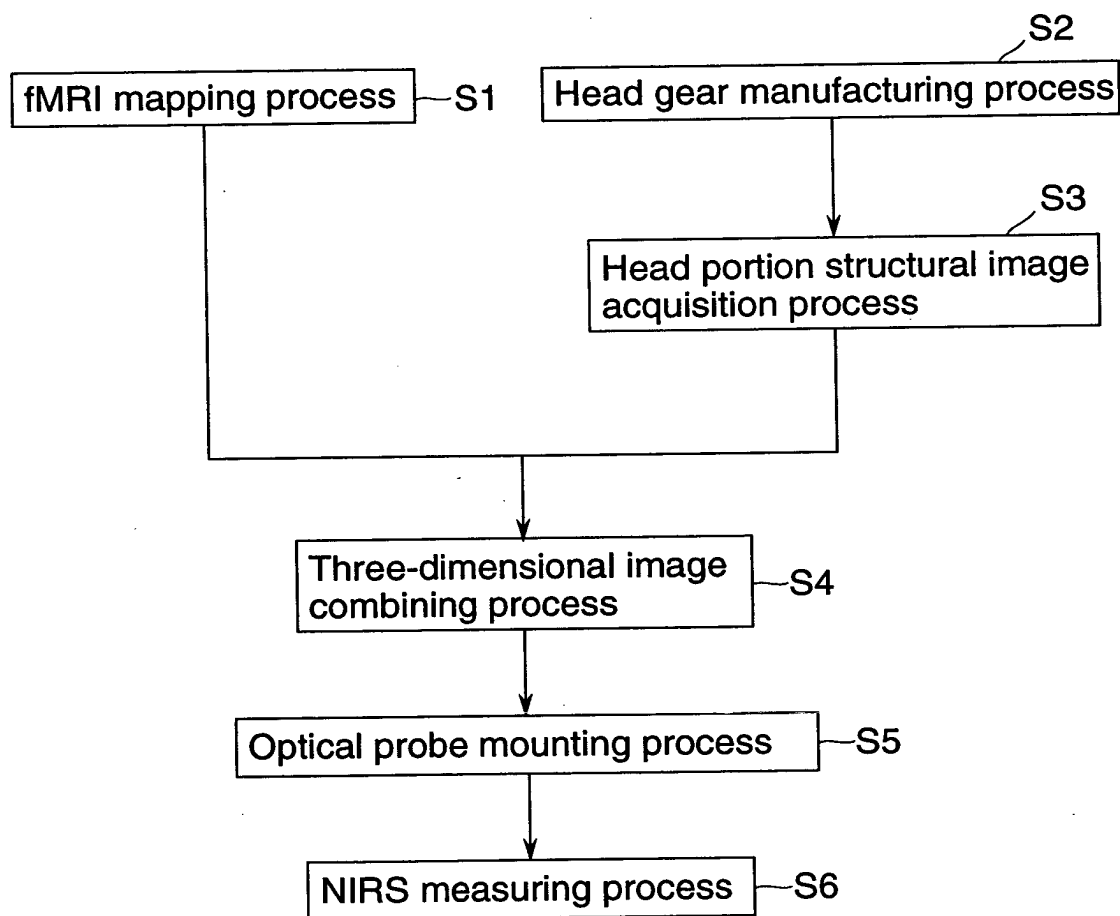 S2
fMRI mapping process
S1
Head gear manufacturing process
S3
Head portion structural image
acquisition process
Three-dimensional image
combining process
S4
Optical probe mounting process
S5
NIRS measuring process
S6